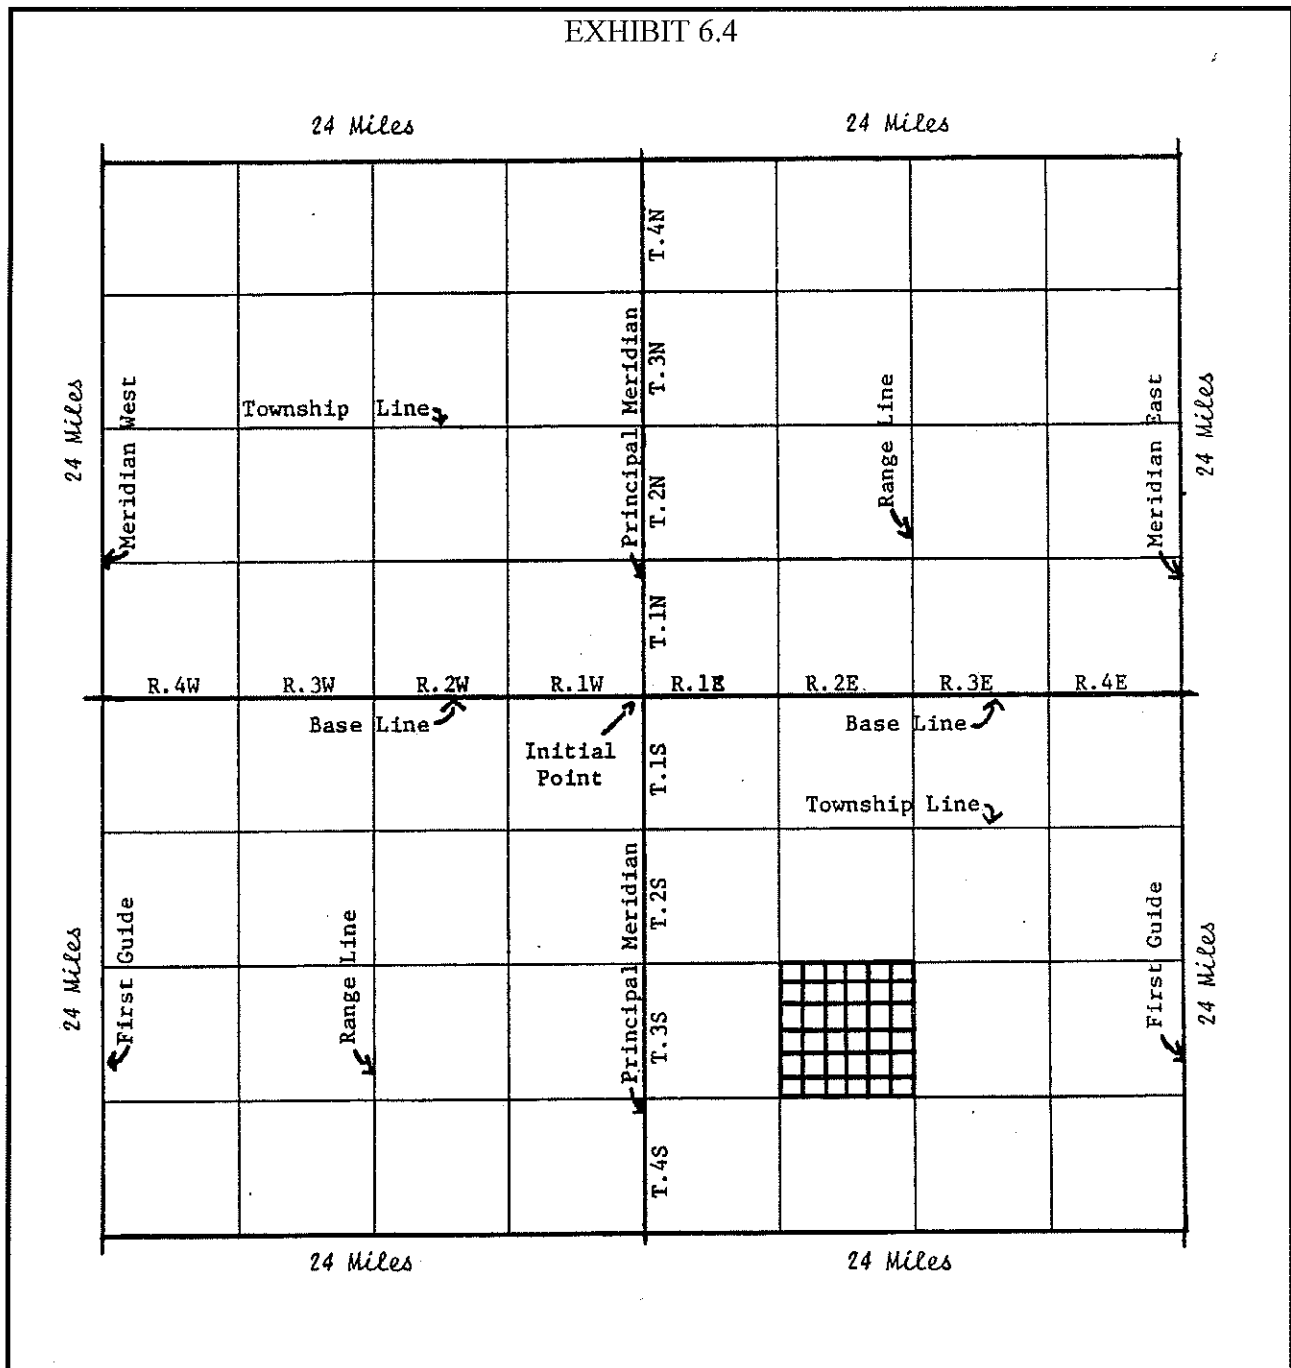 EXHIBIT 6.4
24 Miles
24 Miles
T.4N
T.3N
Principal Meridian
24 Miles
Meridian West
Township Line
Range Line
Meridian East
24 Miles
T.2N
T.1N
R.4W
R.3W
R.2W
R.1W
R.1E
R.2E
R.3E
R.4E
Base Line
Initial
Point
Base Line
T.1S
Township Line
24 Miles
First Guide
Range Line
Principal Meridian
T.2S
T.3S
First Guide
24 Miles
T.4S
24 Miles
24 Miles